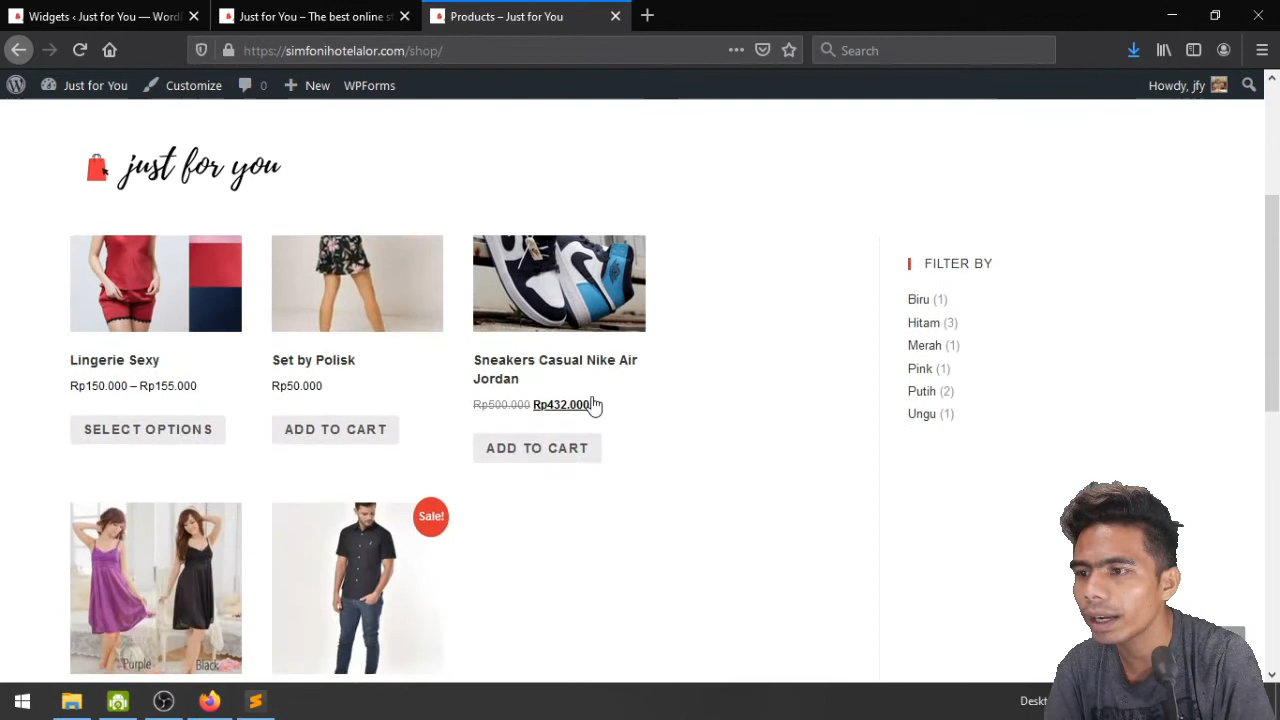 Widgets ‹ Just for You — Word
Just for You – The best online st
Products – Just for You
https://simfonihotelalor.com/shop/
Search
Just for You
Customize
0
New
WPForms
Howdy, jfy
just for you
FILTER BY
Biru (1)
Hitam (3)
Merah (1)
Pink (1)
Putih (2)
Ungu (1)
Lingerie Sexy
Rp150.000 – Rp155.000
SELECT OPTIONS
Set by Polisk
Rp50.000
ADD TO CART
Sneakers Casual Nike Air
Jordan
Rp500.000 Rp432.000
ADD TO CART
Purple
Black
Sale!
Deskt